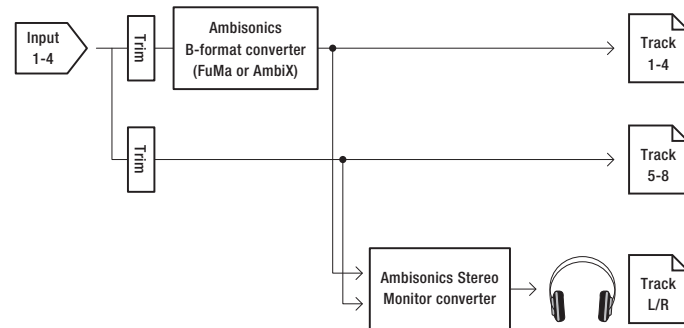 Input
1-4
Trim
Ambisonics
B-format converter
(FuMa or AmbiX)
Track
1-4
Trim
Track
5-8
Ambisonics Stereo
Monitor converter
Track
L/R